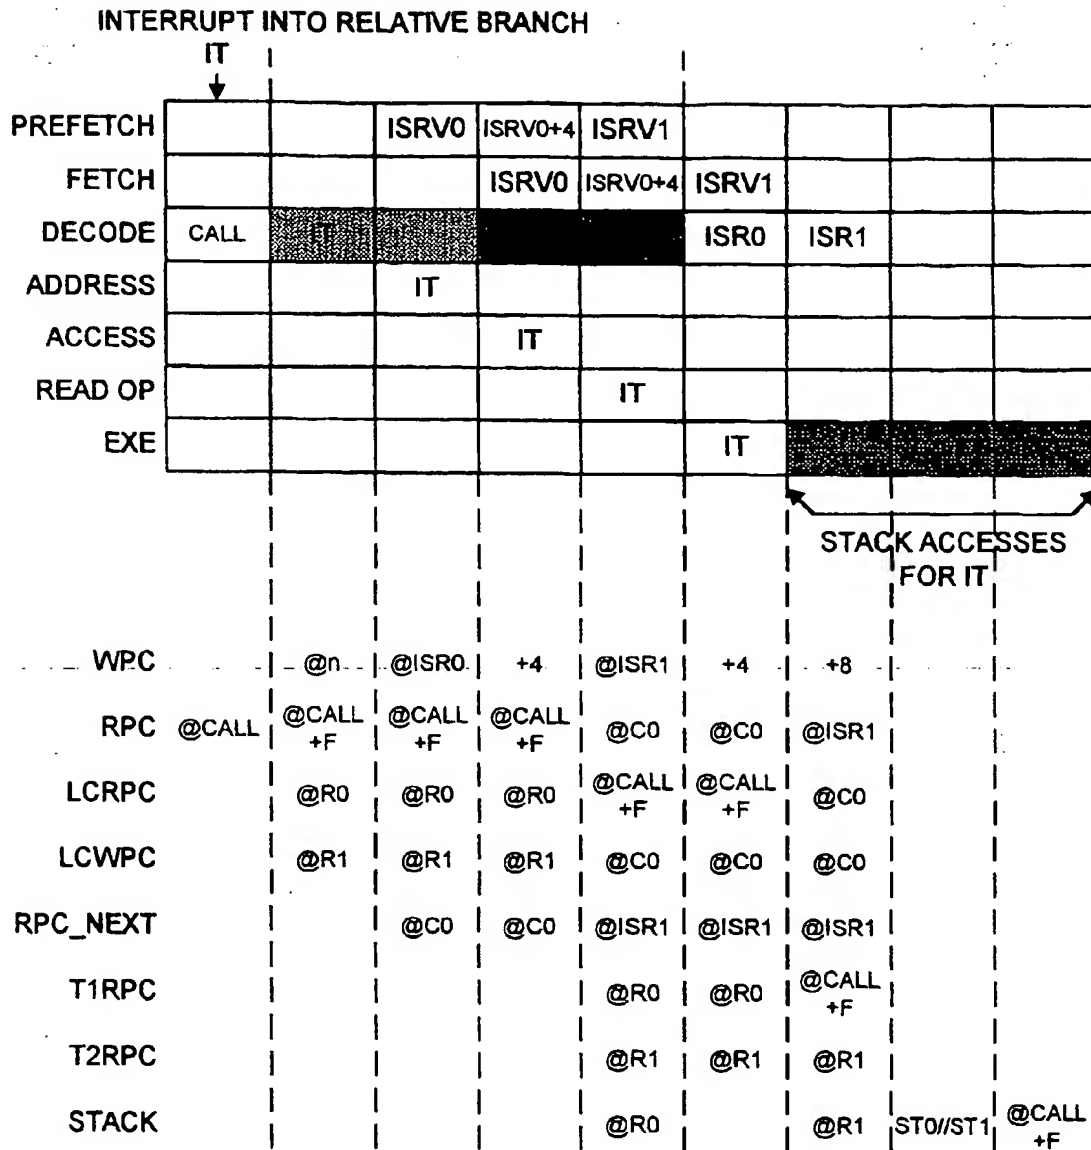 INTERRUPT INTO RELATIVE BRANCH
IT
PREFETCH ISRV0 ISRV0+4 ISRV1
FETCH ISRV0 ISRV0+4 ISRV1
DECODE CALL IT ISR0 ISR1
ADDRESS IT
ACCESS IT
READ OP IT
EXE IT
STACK ACCESSES
FOR IT
WPC @n @ISR0 +4 @ISR1 +4 +8
RPC @CALL @CALL +F @CALL +F @CALL +F @C0 @C0 @ISR1
LCRPC @R0 @R0 @R0 @CALL +F @CALL +F @C0
LCWPC @R1 @R1 @R1 @C0 @C0 @C0
RPC_NEXT @C0 @C0 @ISR1 @ISR1 @ISR1
T1RPC @R0 @R0 @CALL +F
T2RPC @R1 @R1 @R1
STACK @R0 @R1 ST0//ST1 @CALL +F